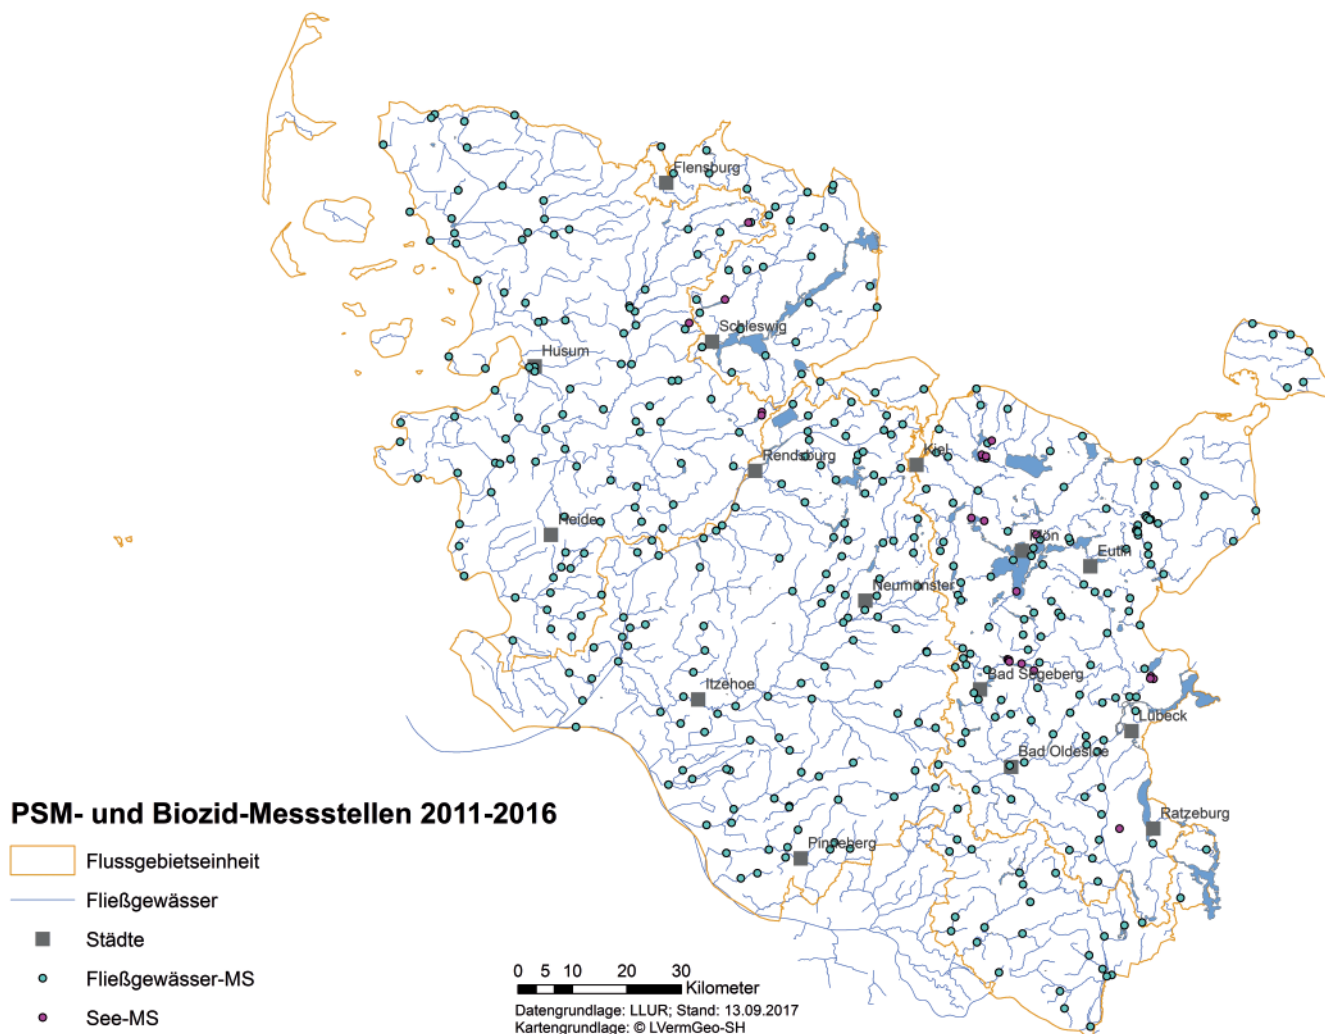 Flensburg
Schleswig
Husum
Rendsburg
Kiel
Heide
Plön
Eutin
Neumünster
Itzehoe
Bad Segeberg
Lübeck
Bad Oldesloe
Ratzeburg
Pinneberg
PSM- und Biozid-Messstellen 2011-2016
Flussgebietseinheit
Fließgewässer
Städte
Fließgewässer-MS
See-MS
0 5 10 20 30
Kilometer
Datengrundlage: LLUR; Stand: 13.09.2017
Kartengrundlage: © LVermGeo-SH